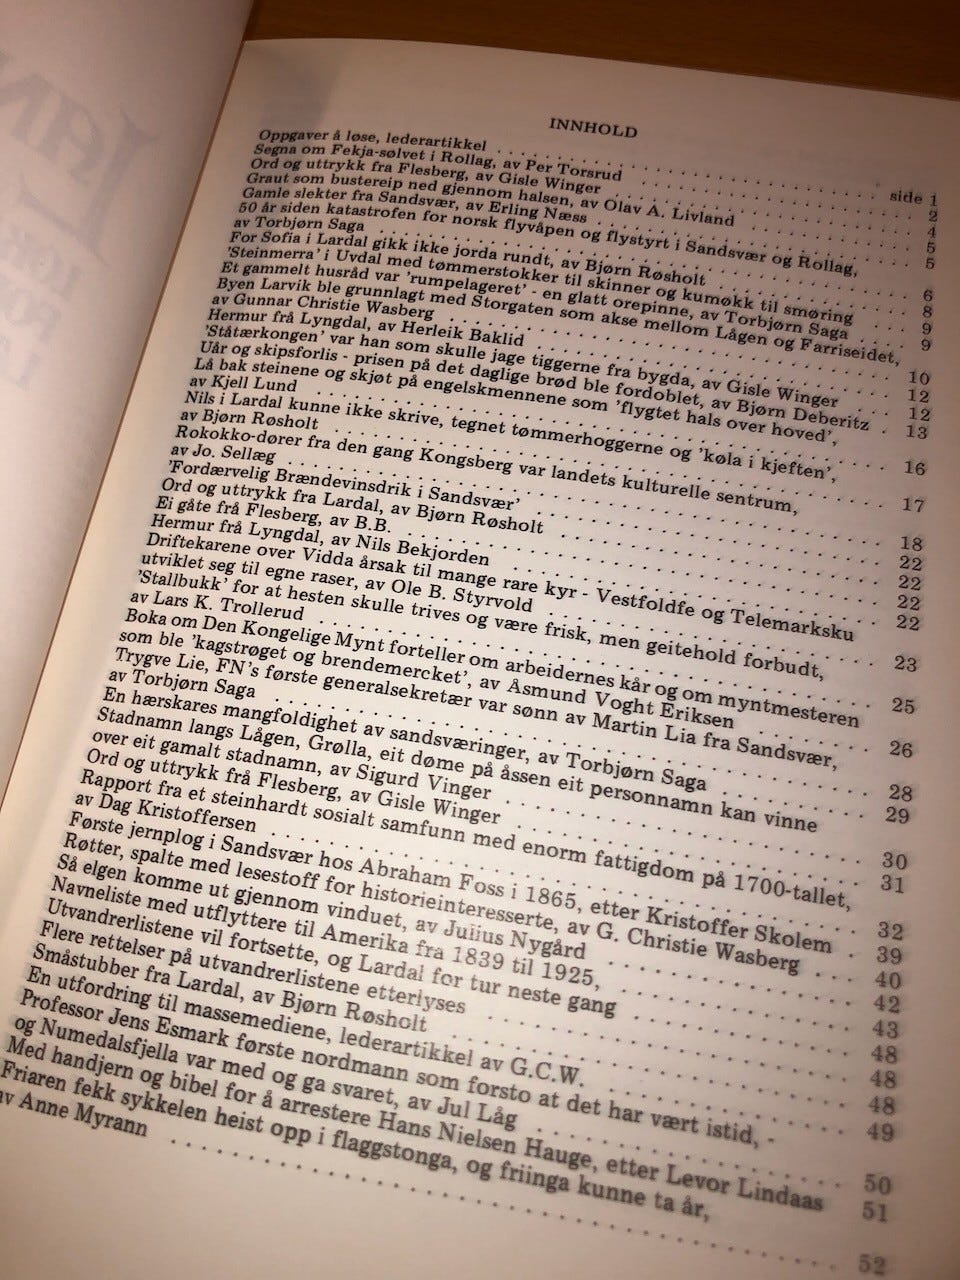 INNHOLD
Oppgaver å løse, lederartikkel . . . . . side 1
Segna om Fekja-sølvet i Rollag, av Per Torsrud . . . . . 2
Ord og uttrykk fra Flesberg, av Gisle Winger . . . . . 4
Graut som bustereip ned gjennom halsen, av Olav A. Livland . . . . . 5
Gamle slekter fra Sandsvær, av Erling Næss . . . . . 5
50 år siden katastrofen for norsk flyvåpen og flystyrt i Sandsvær og Rollag,
av Torbjørn Saga . . . . . 6
For Sofia i Lardal gikk ikke jorda rundt, av Bjørn Røsholt . . . . . 8
'Steinmerra' i Uvdal med tømmerstokker til skinner og kumøkk til smøring . . . 9
Et gammelt husråd var 'rumpelageret' - en glatt orepinne, av Torbjørn Saga . . . 9
Byen Larvik ble grunnlagt med Storgaten som akse mellom Lågen og Farriseidet,
av Gunnar Christie Wasberg . . . . . 10
Hermur frå Lyngdal, av Herleik Baklid . . . . . 12
'Ståtærkongen' var han som skulle jage tiggerne fra bygda, av Gisle Winger . . . 12
Uår og skipsforlis - prisen på det daglige brød ble fordoblet, av Bjørn Deberitz . 13
Lå bak steinene og skjøt på engelskmennene som 'flygtet hals over hoved',
av Kjell Lund . . . . . 16
Nils i Lardal kunne ikke skrive, tegnet tømmerhoggerne og 'køla i kjeften',
av Bjørn Røsholt . . . . . 17
Rokokko-dører fra den gang Kongsberg var landets kulturelle sentrum,
av Jo. Sellæg . . . . . 18
'Fordærvelig Brændevinsdrik i Sandsvær' . . . . . 22
Ord og uttrykk fra Lardal, av Bjørn Røsholt . . . . . 22
Ei gåte frå Flesberg, av B.B. . . . . . 22
Hermur frå Lyngdal, av Nils Bekjorden . . . . . 22
Driftekarene over Vidda årsak til mange rare kyr - Vestfoldfe og Telemarksku
utviklet seg til egne raser, av Ole B. Styrvold . . . . . 23
'Stallbukk' for at hesten skulle trives og være frisk, men geitehold forbudt,
av Lars K. Trollerud . . . . . 25
Boka om Den Kongelige Mynt forteller om arbeidernes kår og om myntmesteren
som ble 'kagstrøget og brendemercket', av Åsmund Voght Eriksen . . . . . 26
Trygve Lie, FN's første generalsekretær var sønn av Martin Lia fra Sandsvær,
av Torbjørn Saga . . . . . 28
En hærskares mangfoldighet av sandsværinger, av Torbjørn Saga . . . . . 29
Stadnamn langs Lågen, Grølla, eit døme på åssen eit personnamn kan vinne
over eit gamalt stadnamn, av Sigurd Vinger . . . . . 30
Ord og uttrykk frå Flesberg, av Gisle Winger . . . . . 31
Rapport fra et steinhardt sosialt samfunn med enorm fattigdom på 1700-tallet,
av Dag Kristoffersen . . . . . 32
Første jernplog i Sandsvær hos Abraham Foss i 1865, etter Kristoffer Skolem . 39
Røtter, spalte med lesestoff for historieinteresserte, av G. Christie Wasberg . . . 40
Så elgen komme ut gjennom vinduet, av Julius Nygård . . . . . 42
Navneliste med utflyttere til Amerika fra 1839 til 1925, . . . . . 43
Utvandrerlistene vil fortsette, og Lardal for tur neste gang . . . . . 48
Flere rettelser på utvandrerlistene etterlyses . . . . . 48
Småstubber fra Lardal, av Bjørn Røsholt . . . . . 48
En utfordring til massemediene, lederartikkel av G.C.W. . . . . . 49
Professor Jens Esmark første nordmann som forsto at det har vært istid, -
og Numedalsfjella var med og ga svaret, av Jul Låg . . . . . 50
Med handjern og bibel for å arrestere Hans Nielsen Hauge, etter Levor Lindaas 51
Friaren fekk sykkelen heist opp i flaggstonga, og friinga kunne ta år,
av Anne Myrann . . . . . 52